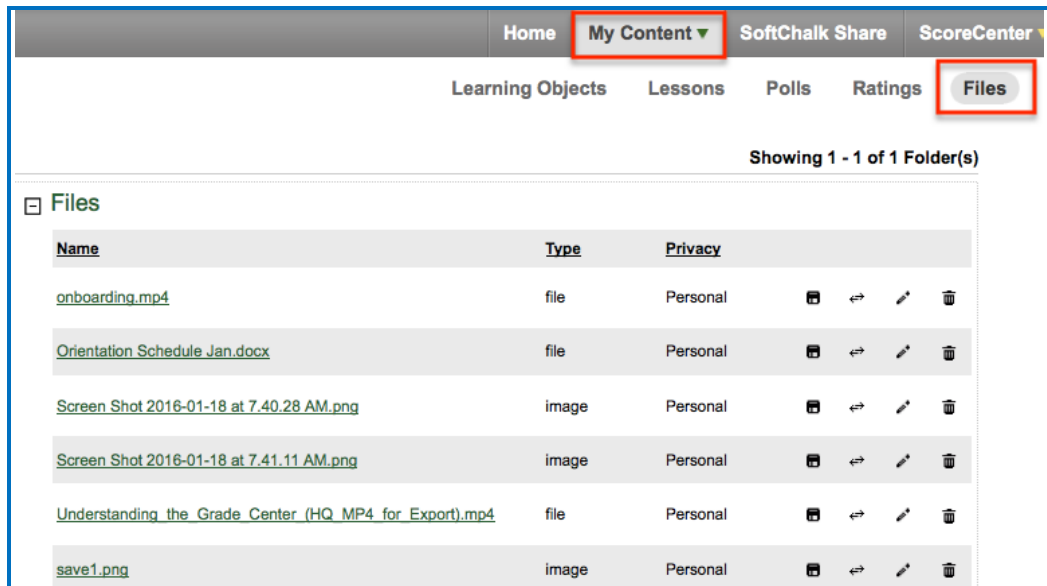 Home My Content ▼ SoftChalk Share ScoreCenter
Learning Objects Lessons Polls Ratings Files
Showing 1 - 1 of 1 Folder(s)
Files
Name Type Privacy
onboarding.mp4 file Personal
Orientation Schedule Jan.docx file Personal
Screen Shot 2016-01-18 at 7.40.28 AM.png image Personal
Screen Shot 2016-01-18 at 7.41.11 AM.png image Personal
Understanding_the_Grade_Center_(HQ_MP4_for_Export).mp4 file Personal
save1.png image Personal